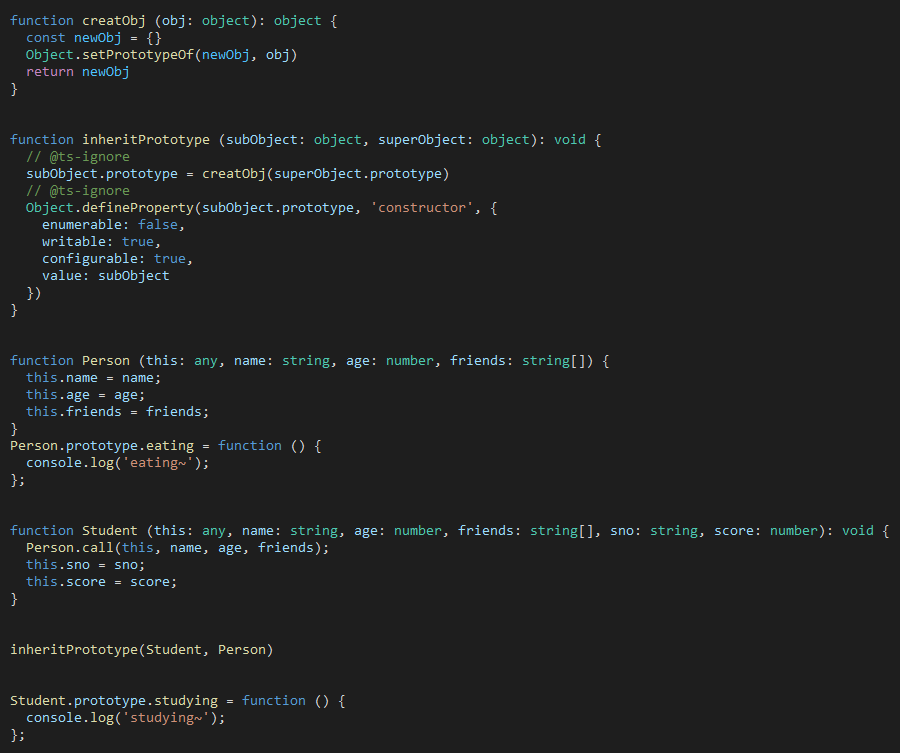 function creatObj (obj: object): object {
  const newObj = {}
  Object.setPrototypeOf(newObj, obj)
  return newObj
}
function inheritPrototype (subObject: object, superObject: object): void {
  // @ts-ignore
  subObject.prototype = creatObj(superObject.prototype)
  // @ts-ignore
  Object.defineProperty(subObject.prototype, 'constructor', {
    enumerable: false,
    writable: true,
    configurable: true,
    value: subObject
  })
}
function Person (this: any, name: string, age: number, friends: string[]) {
  this.name = name;
  this.age = age;
  this.friends = friends;
}
Person.prototype.eating = function () {
  console.log('eating~');
};
function Student (this: any, name: string, age: number, friends: string[], sno: string, score: number): void {
  Person.call(this, name, age, friends);
  this.sno = sno;
  this.score = score;
}
inheritPrototype(Student, Person)
Student.prototype.studying = function () {
  console.log('studying~');
};